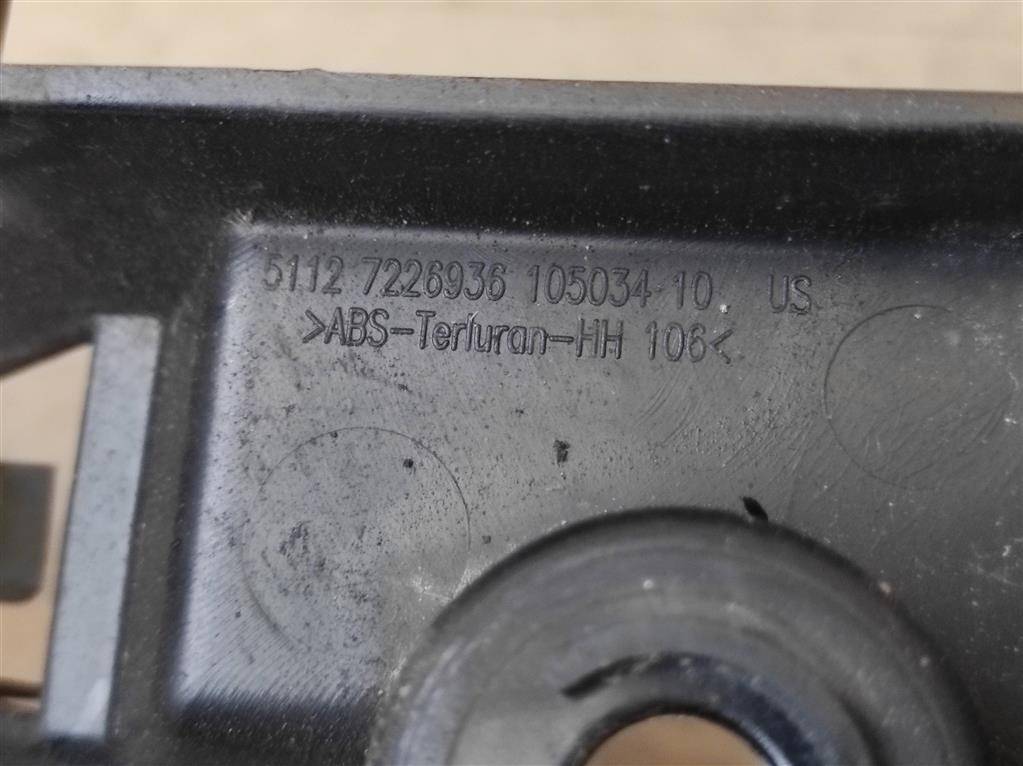 5112 7226936 105034-10 US
>ABS-Terluran-HH 106<